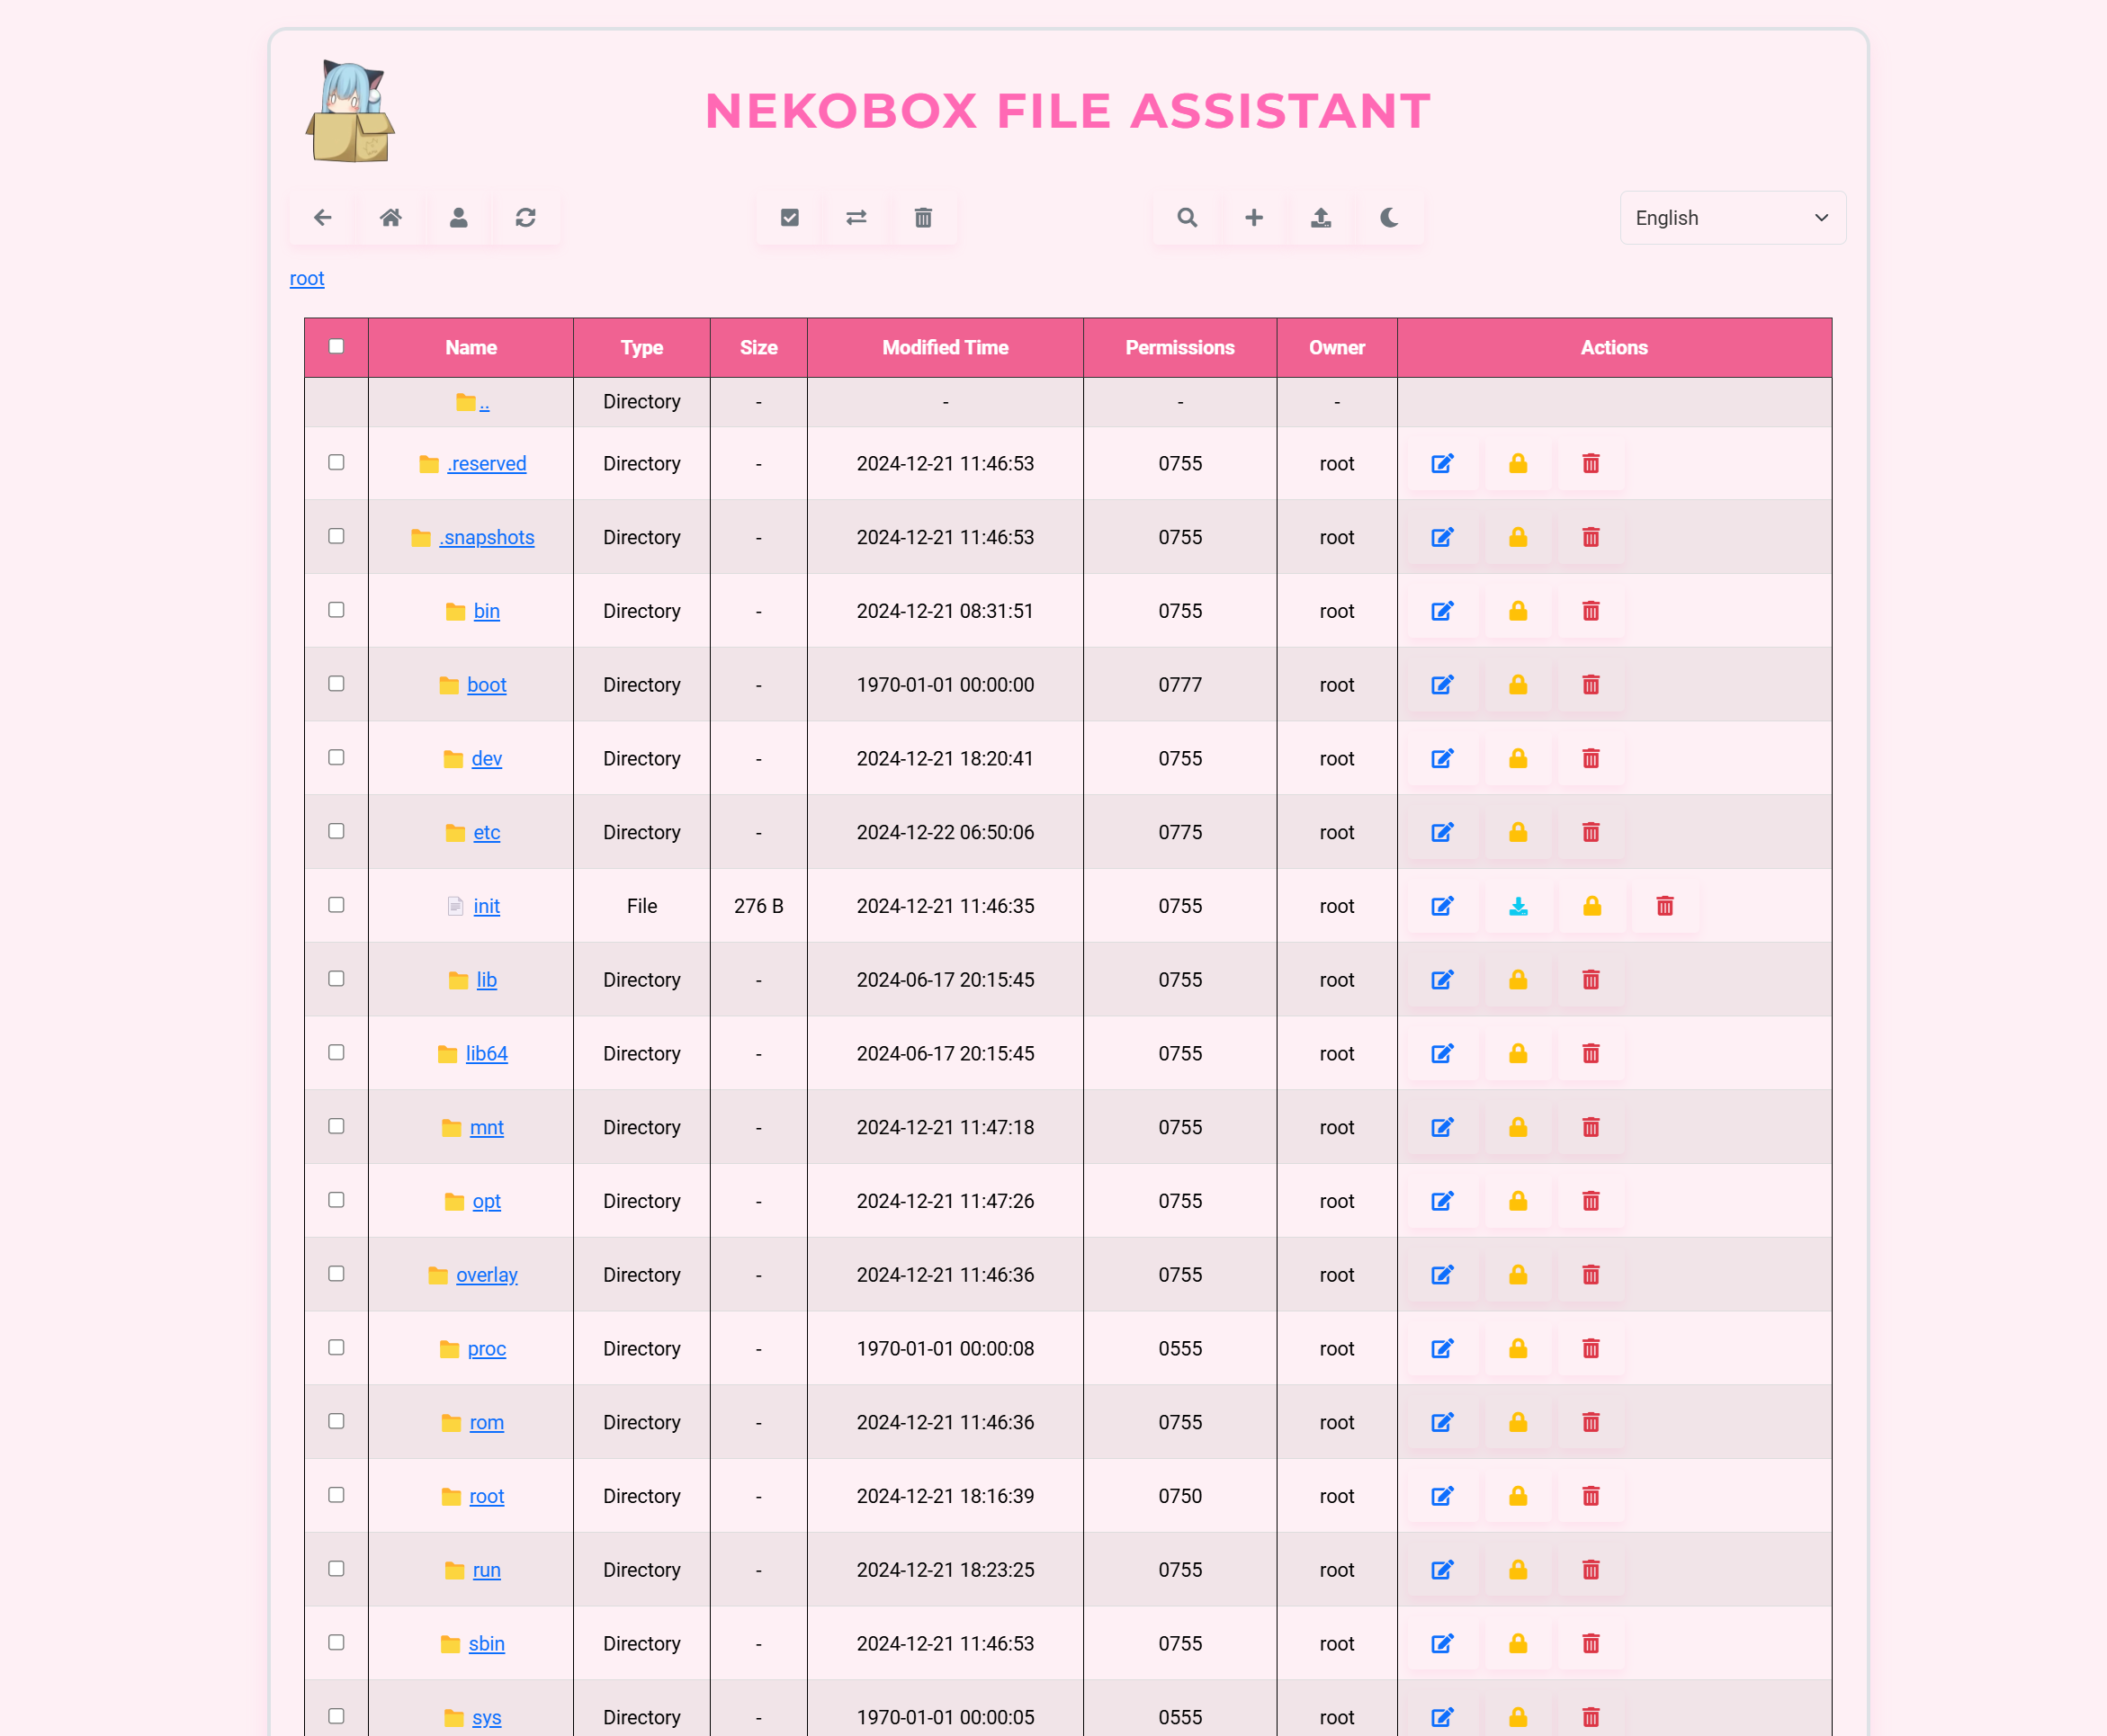 NEKOBOX FILE ASSISTANT
English
root
Name Type Size Modified Time Permissions Owner Actions
.. Directory - - - -
.reserved Directory - 2024-12-21 11:46:53 0755 root
.snapshots Directory - 2024-12-21 11:46:53 0755 root
bin Directory - 2024-12-21 08:31:51 0755 root
boot Directory - 1970-01-01 00:00:00 0777 root
dev Directory - 2024-12-21 18:20:41 0755 root
etc Directory - 2024-12-22 06:50:06 0775 root
init File 276 B 2024-12-21 11:46:35 0755 root
lib Directory - 2024-06-17 20:15:45 0755 root
lib64 Directory - 2024-06-17 20:15:45 0755 root
mnt Directory - 2024-12-21 11:47:18 0755 root
opt Directory - 2024-12-21 11:47:26 0755 root
overlay Directory - 2024-12-21 11:46:36 0755 root
proc Directory - 1970-01-01 00:00:08 0555 root
rom Directory - 2024-12-21 11:46:36 0755 root
root Directory - 2024-12-21 18:16:39 0750 root
run Directory - 2024-12-21 18:23:25 0755 root
sbin Directory - 2024-12-21 11:46:53 0755 root
sys Directory - 1970-01-01 00:00:05 0555 root